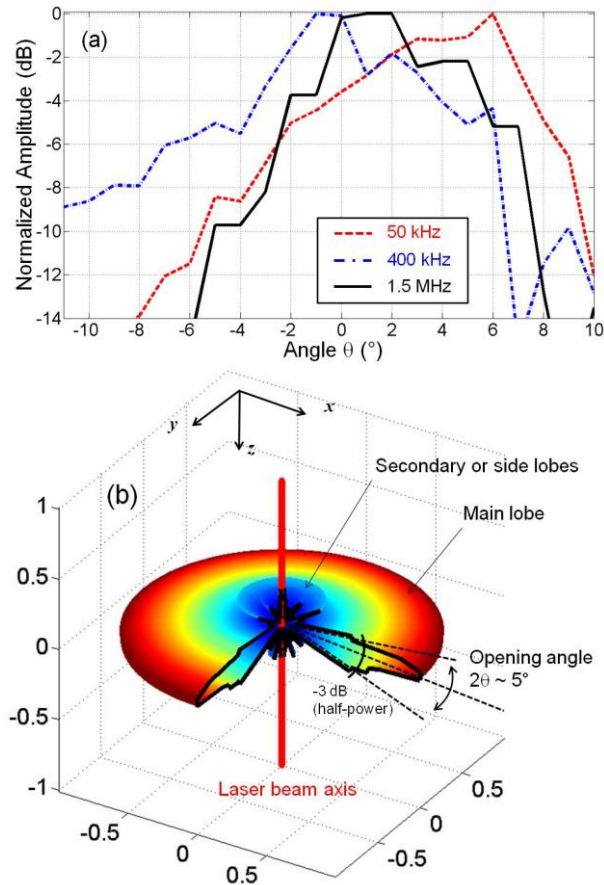 (a)
Normalized Amplitude (dB)
0
-2
-4
-6
-8
-10
-12
-14
50 kHz
400 kHz
1.5 MHz
-10 -8 -6 -4 -2 0 2 4 6 8 10
Angle θ (°)
(b)
x
y
z
Secondary or side lobes
Main lobe
1
0.5
0
-0.5
-1
Opening angle
2θ ~ 5°
-3 dB
(half-power)
Laser beam axis
-0.5
0
0.5
-0.5
0
0.5